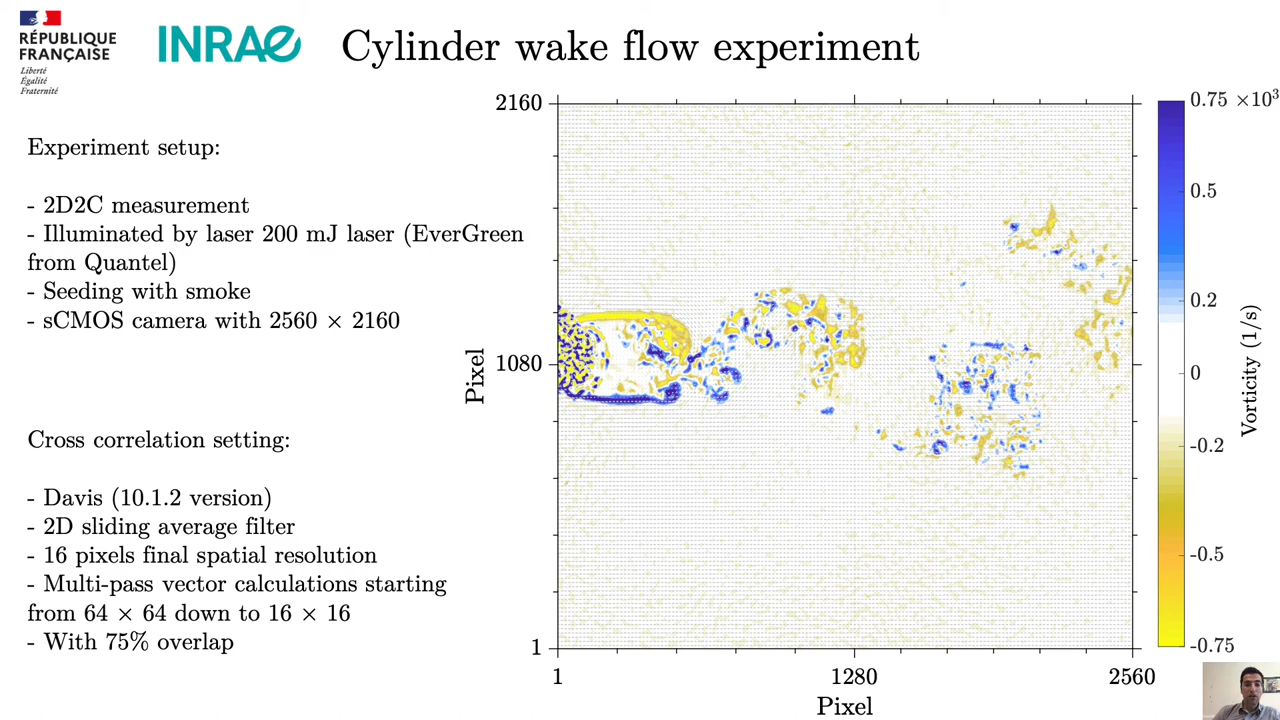 RÉPUBLIQUE
FRANÇAISE
Liberté
Égalité
Fraternité
INRAE
Cylinder wake flow experiment
Experiment setup:
- 2D2C measurement
- Illuminated by laser 200 mJ laser (EverGreen
from Quantel)
- Seeding with smoke
- sCMOS camera with 2560 × 2160
Cross correlation setting:
- Davis (10.1.2 version)
- 2D sliding average filter
- 16 pixels final spatial resolution
- Multi-pass vector calculations starting
from 64 × 64 down to 16 × 16
- With 75% overlap
2160
1080
1
Pixel
1
1280
2560
Pixel
0.75 ×10³
0.5
0.2
0
-0.2
-0.5
-0.75
Vorticity (1/s)